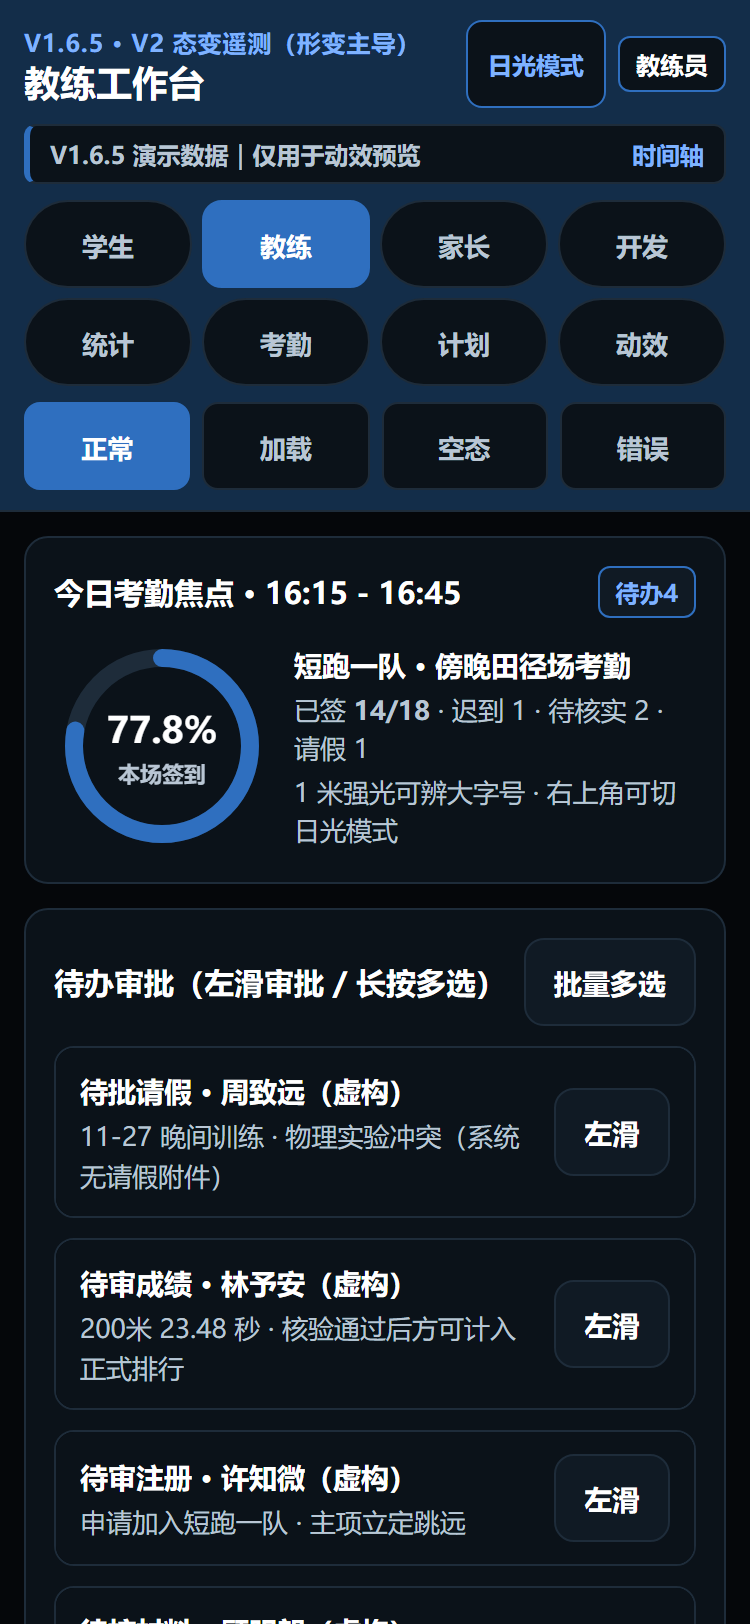 V1.6.5 • V2 态变遥测（形变主导）
教练工作台
日光模式
教练员
V1.6.5 演示数据 | 仅用于动效预览
时间轴
学生
教练
家长
开发
统计
考勤
计划
动效
正常
加载
空态
错误
今日考勤焦点 • 16:15 - 16:45
待办4
77.8%
本场签到
短跑一队 • 傍晚田径场考勤
已签 14/18 · 迟到 1 · 待核实 2 ·
请假 1
1 米强光可辨大字号 · 右上角可切
日光模式
待办审批（左滑审批 / 长按多选）
批量多选
待批请假 • 周致远（虚构）
11-27 晚间训练 · 物理实验冲突（系统
无请假附件）
左滑
待审成绩 • 林予安（虚构）
200米 23.48 秒 · 核验通过后方可计入
正式排行
左滑
待审注册 • 许知微（虚构）
申请加入短跑一队 · 主项立定跳远
左滑